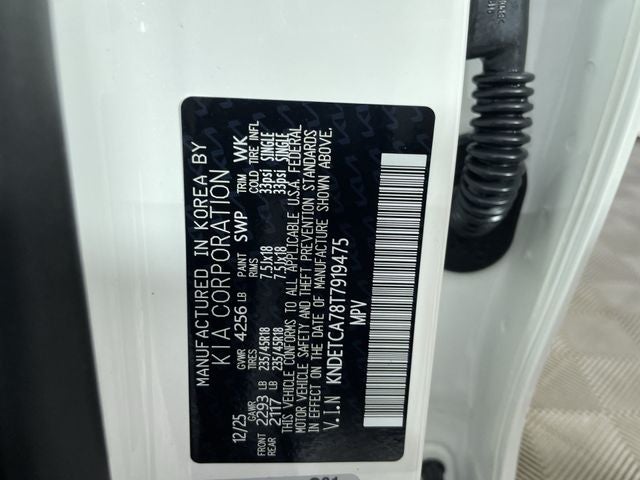 MANUFACTURED IN KOREA BY
KIA CORPORATION
12/25 GVWR 4256 LB PAINT SWP TRIM WK
GAWR TIRES RIMS COLD TIRE INFL
FRONT 2293 LB 235/45R18 7.5Jx18 33psi SINGLE
REAR 2117 LB 235/45R18 7.5Jx18 33psi SINGLE
THIS VEHICLE CONFORMS TO ALL APPLICABLE U.S.A. FEDERAL
MOTOR VEHICLE SAFETY AND THEFT PREVENTION STANDARDS
IN EFFECT ON THE DATE OF MANUFACTURE SHOWN ABOVE.
V.I.N KNDETCA78T7919475
MPV